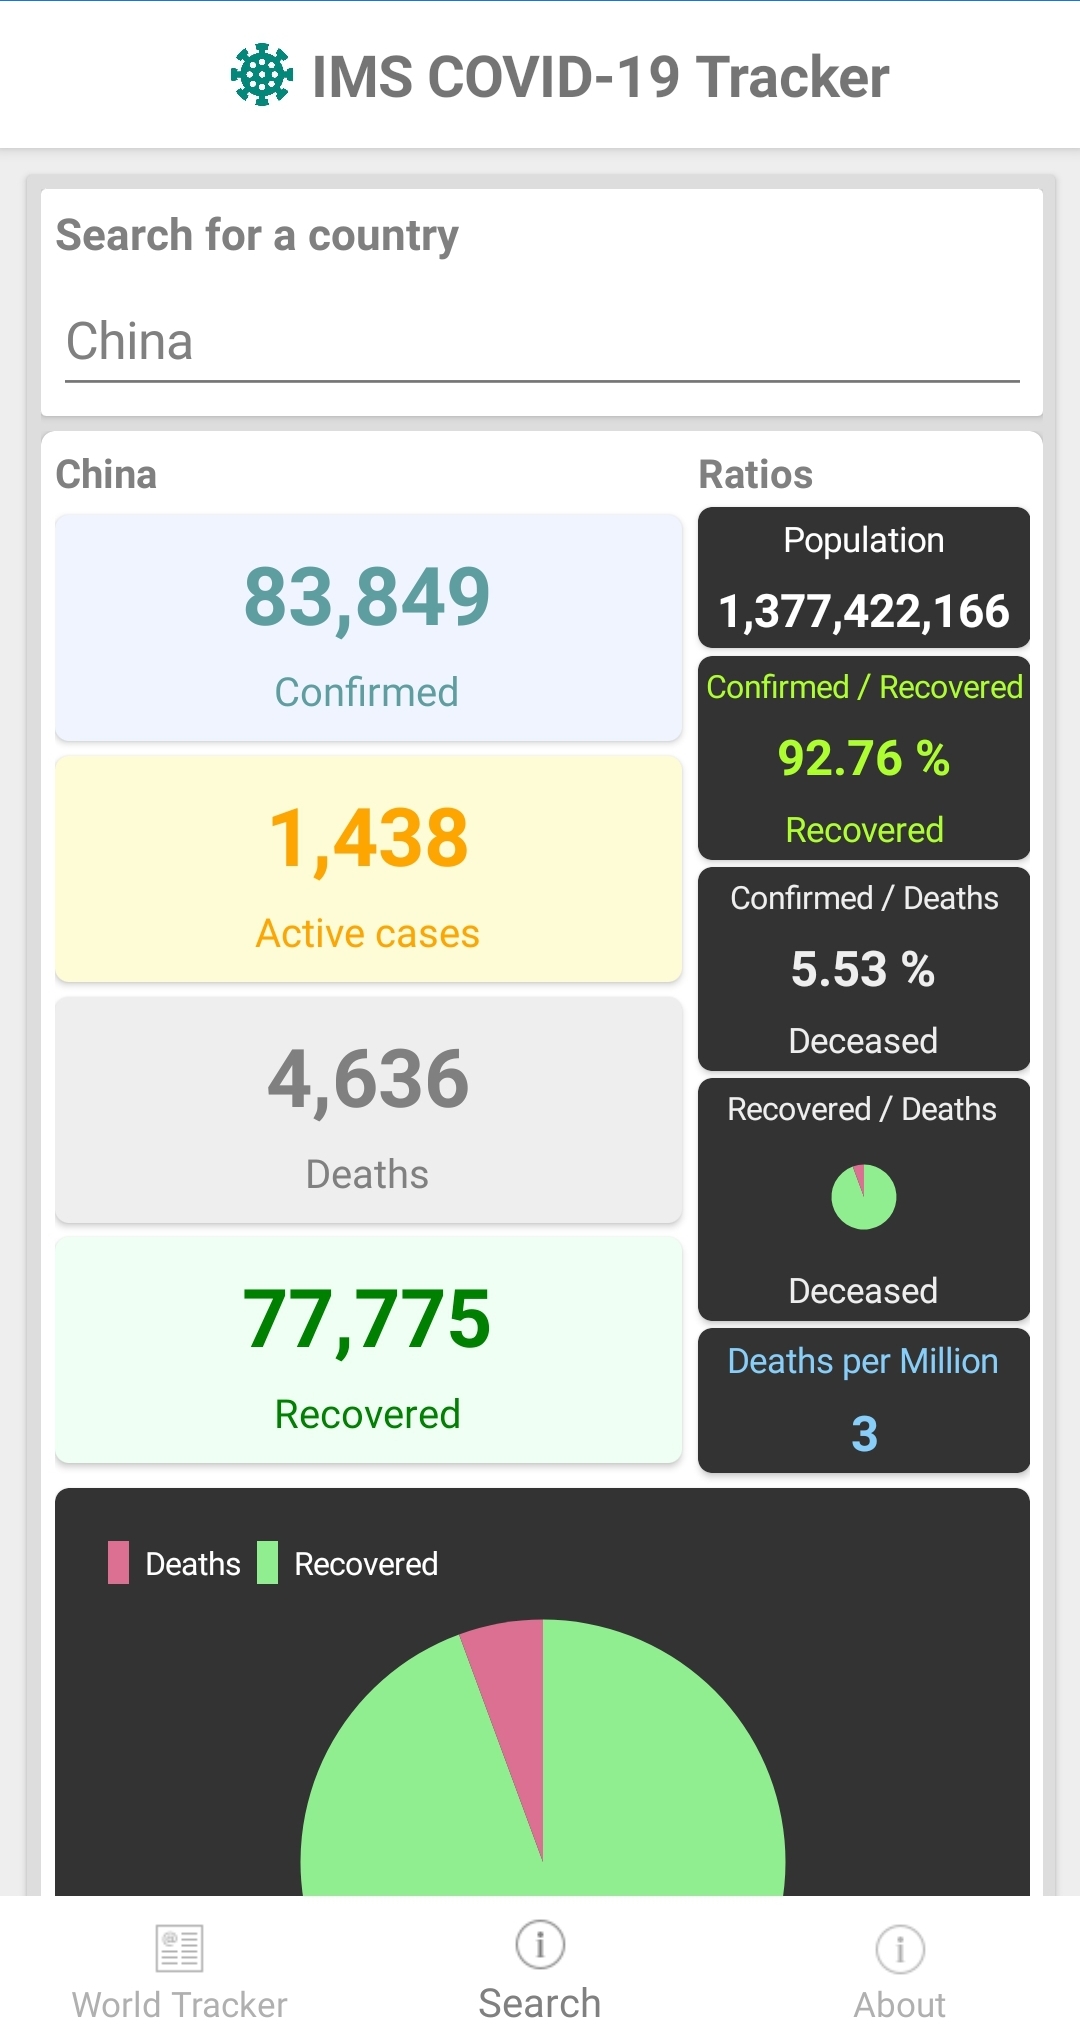 IMS COVID-19 Tracker
Search for a country
China
China
83,849
Confirmed
1,438
Active cases
4,636
Deaths
77,775
Recovered
Ratios
Population
1,377,422,166
Confirmed / Recovered
92.76 %
Recovered
Confirmed / Deaths
5.53 %
Deceased
Recovered / Deaths
Deceased
Deaths per Million
3
Deaths Recovered
World Tracker
Search
About